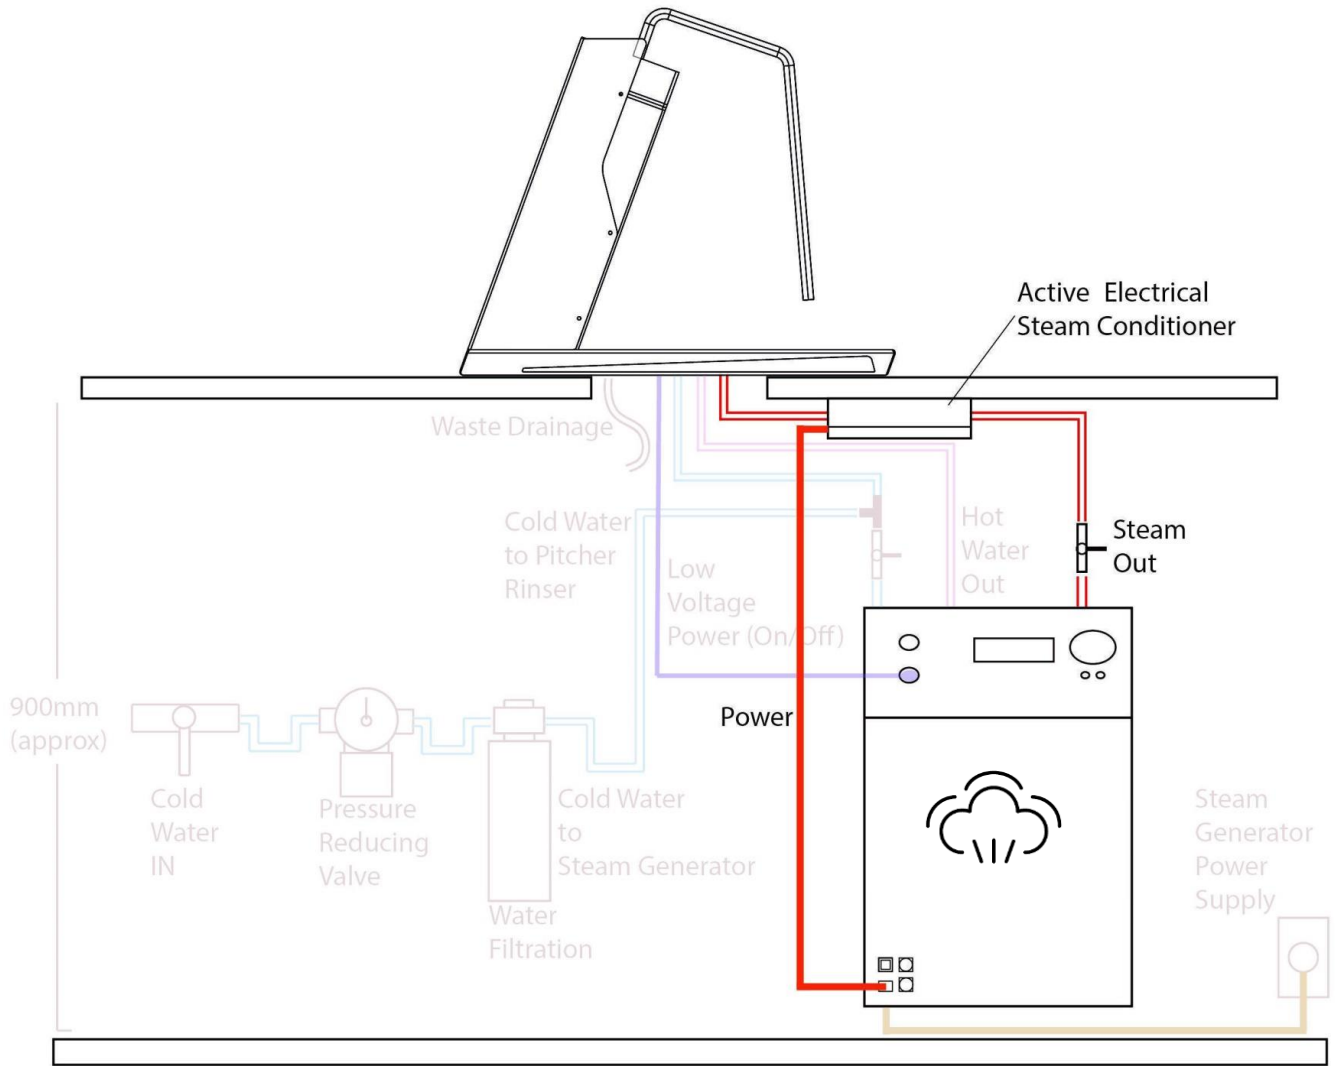 Active Electrical
Steam Conditioner
Waste Drainage
Cold Water
to Pitcher
Rinser
Hot
Water
Out
Steam
Out
Low
Voltage
Power (On/Off)
900mm
(approx)
Power
Cold
Water
IN
Pressure
Reducing
Valve
Cold Water
to
Steam Generator
Steam
Generator
Power
Supply
Water
Filtration